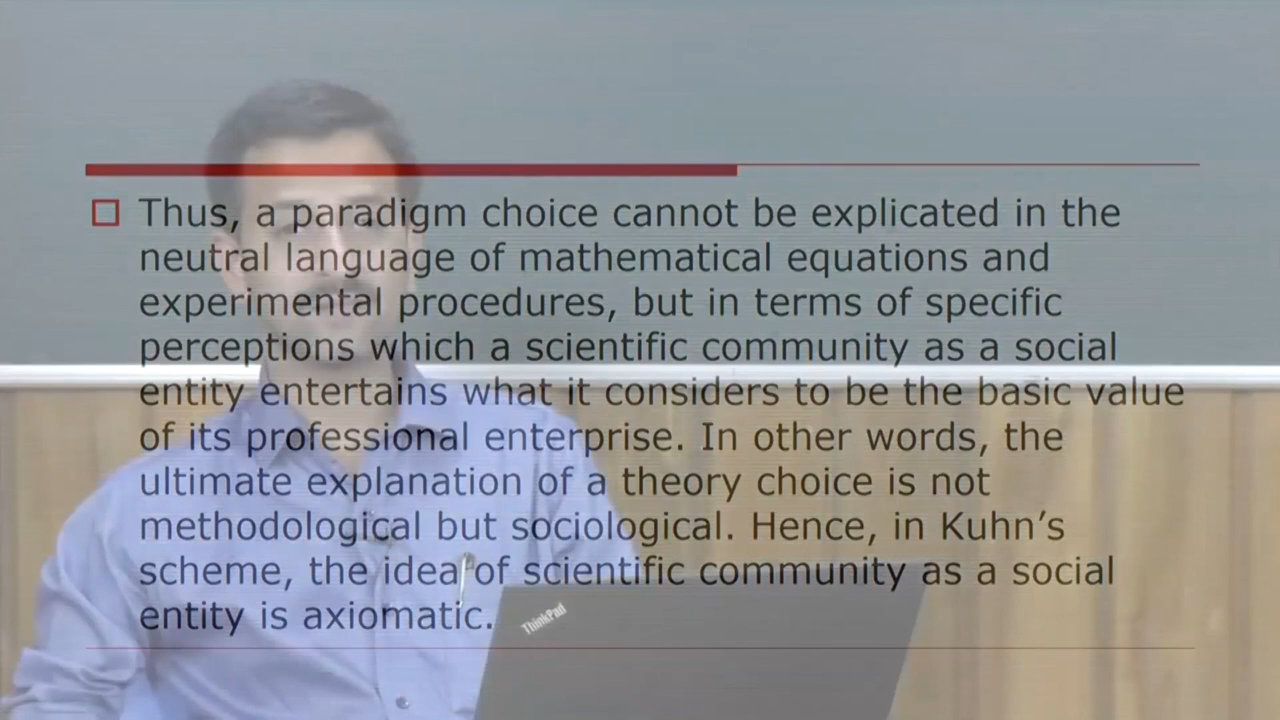 Thus, a paradigm choice cannot be explicated in the
neutral language of mathematical equations and
experimental procedures, but in terms of specific
perceptions which a scientific community as a social
entity entertains what it considers to be the basic value
of its professional enterprise. In other words, the
ultimate explanation of a theory choice is not
methodological but sociological. Hence, in Kuhn’s
scheme, the idea of scientific community as a social
entity is axiomatic.
ThinkPad